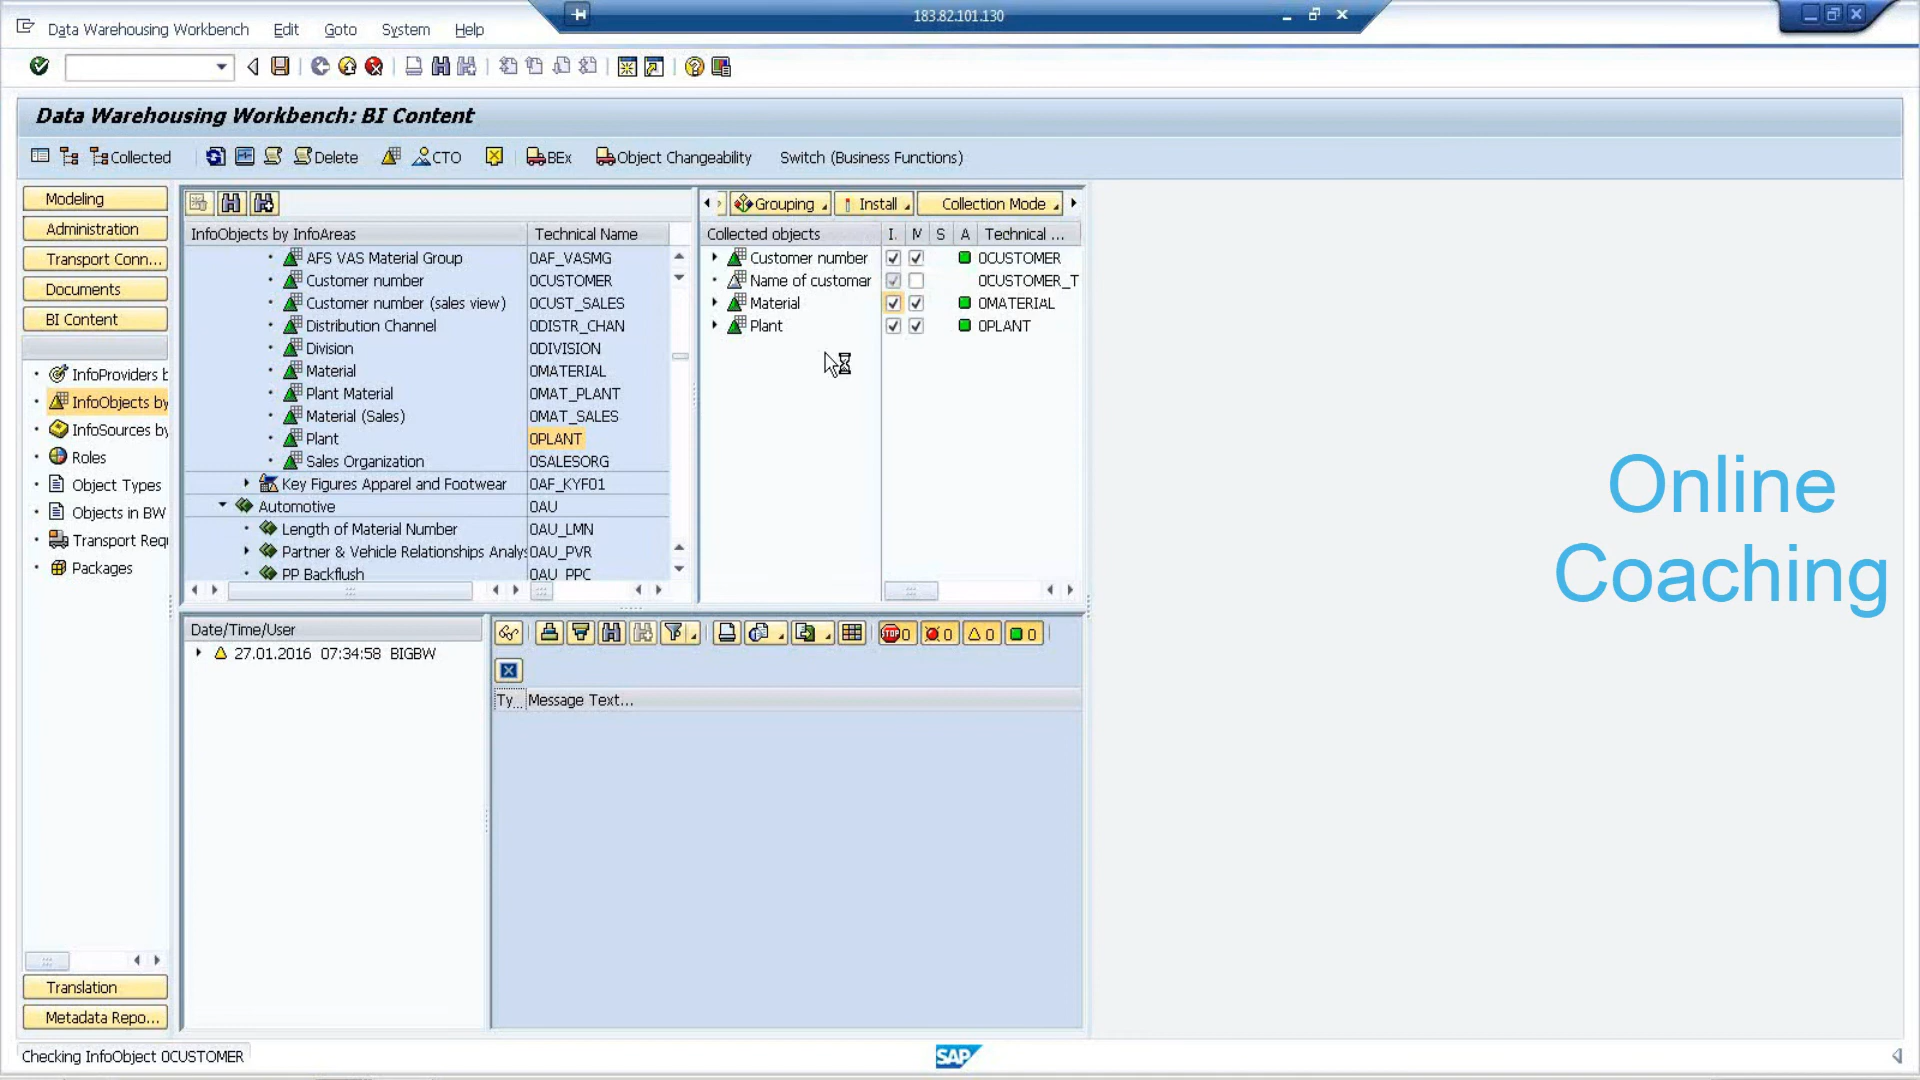 183.82.101.130
Data Warehousing Workbench Edit Goto System Help
Data Warehousing Workbench: BI Content
Collected Delete CTO BEx Object Changeability Switch (Business Functions)
Modeling
Administration
Transport Conn...
Documents
BI Content
InfoProviders b
InfoObjects by
InfoSources by
Roles
Object Types
Objects in BW
Transport Requ
Packages
Translation
Metadata Repo...
InfoObjects by InfoAreas Technical Name
AFS VAS Material Group 0AF_VASMG
Customer number 0CUSTOMER
Customer number (sales view) 0CUST_SALES
Distribution Channel 0DISTR_CHAN
Division 0DIVISION
Material 0MATERIAL
Plant Material 0MAT_PLANT
Material (Sales) 0MAT_SALES
Plant 0PLANT
Sales Organization 0SALESORG
Key Figures Apparel and Footwear 0AF_KYF01
Automotive 0AU
Length of Material Number 0AU_LMN
Partner & Vehicle Relationships Analys 0AU_PVR
PP Backflush 0AU_PPC
Grouping Install Collection Mode
Collected objects I. M S A Technical ...
Customer number 0CUSTOMER
Name of customer 0CUSTOMER_T
Material 0MATERIAL
Plant 0PLANT
Online
Coaching
Date/Time/User
27.01.2016 07:34:58 BIGBW
STOP 0 0 0 0
Ty... Message Text...
Checking InfoObject 0CUSTOMER
SAP